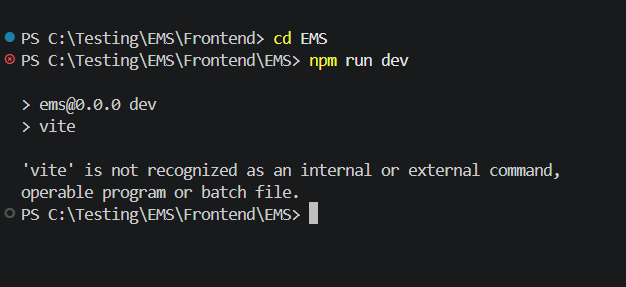 PS C:\Testing\EMS\Frontend> cd EMS
PS C:\Testing\EMS\Frontend\EMS> npm run dev
> ems@0.0.0 dev
> vite
'vite' is not recognized as an internal or external command,
operable program or batch file.
PS C:\Testing\EMS\Frontend\EMS>